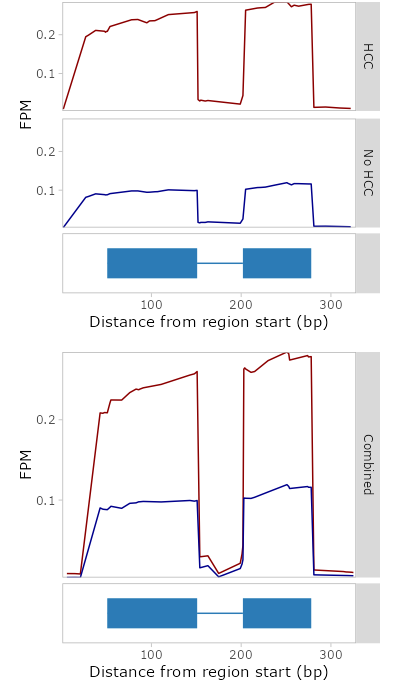 0.2
0.1
HCC
FPM
0.2
0.1
No HCC
100 200 300
Distance from region start (bp)
0.2
0.1
FPM
Combined
100 200 300
Distance from region start (bp)